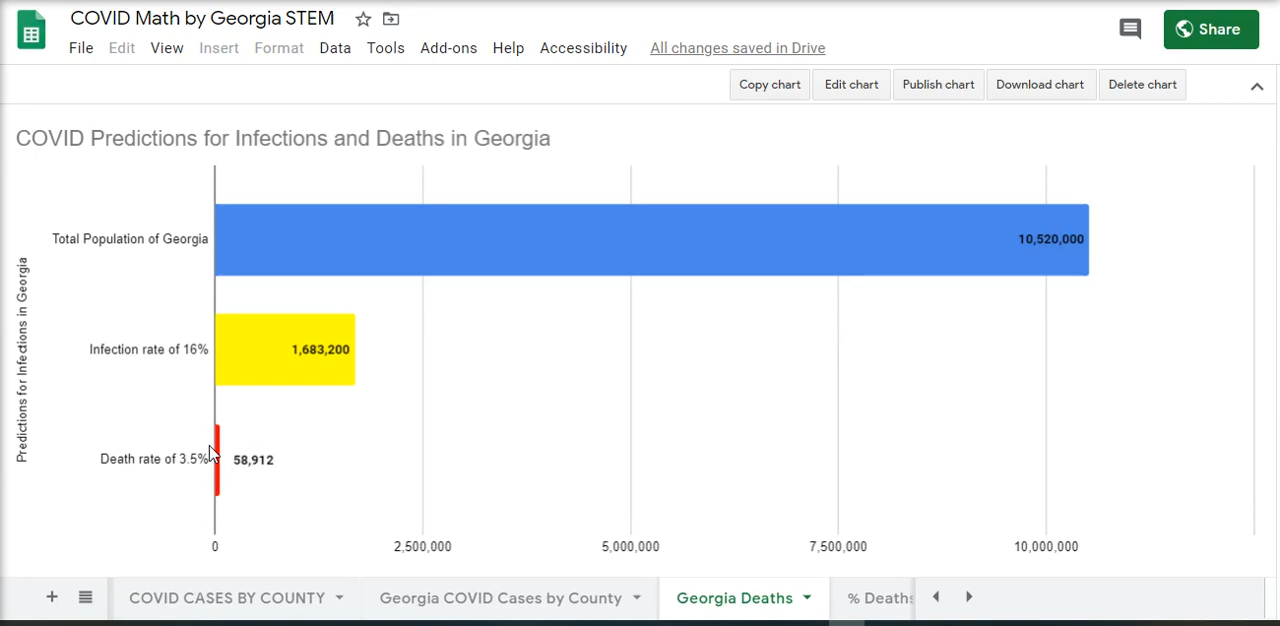 COVID Math by Georgia STEM
File Edit View Insert Format Data Tools Add-ons Help Accessibility All changes saved in Drive
Share
Copy chart Edit chart Publish chart Download chart Delete chart
COVID Predictions for Infections and Deaths in Georgia
Predictions for Infections in Georgia
Total Population of Georgia 10,520,000
Infection rate of 16% 1,683,200
Death rate of 3.5% 58,912
0 2,500,000 5,000,000 7,500,000 10,000,000
COVID CASES BY COUNTY Georgia COVID Cases by County Georgia Deaths % Deaths